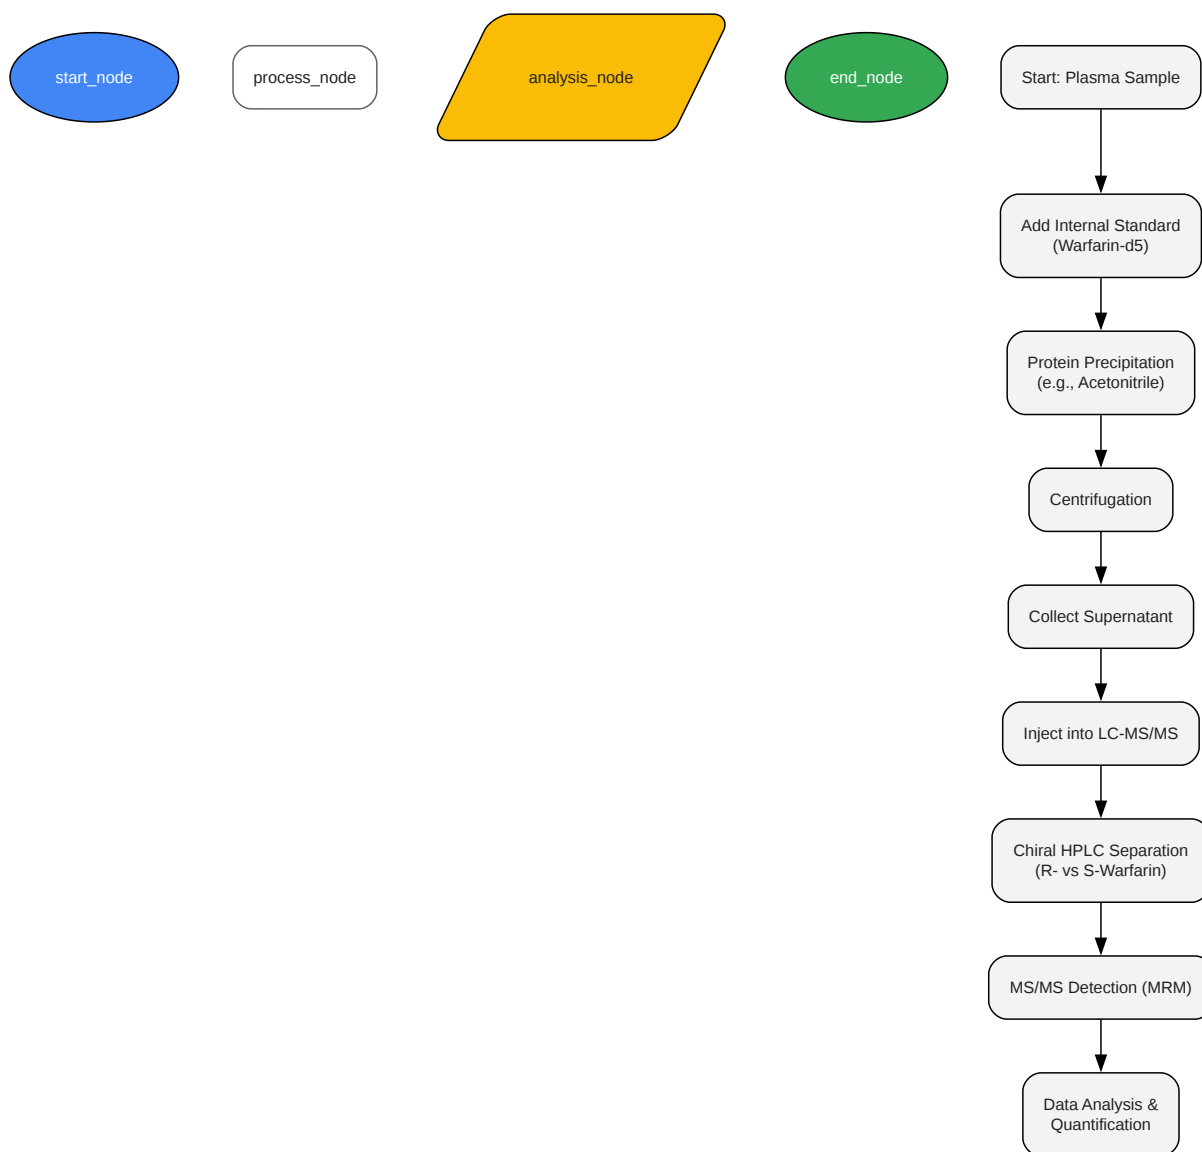 start_node
process_node
analysis_node
end_node
Start: Plasma Sample
Add Internal Standard
(Warfarin-d5)
Protein Precipitation
(e.g., Acetonitrile)
Centrifugation
Collect Supernatant
Inject into LC-MS/MS
Chiral HPLC Separation
(R- vs S-Warfarin)
MS/MS Detection (MRM)
Data Analysis &
Quantification